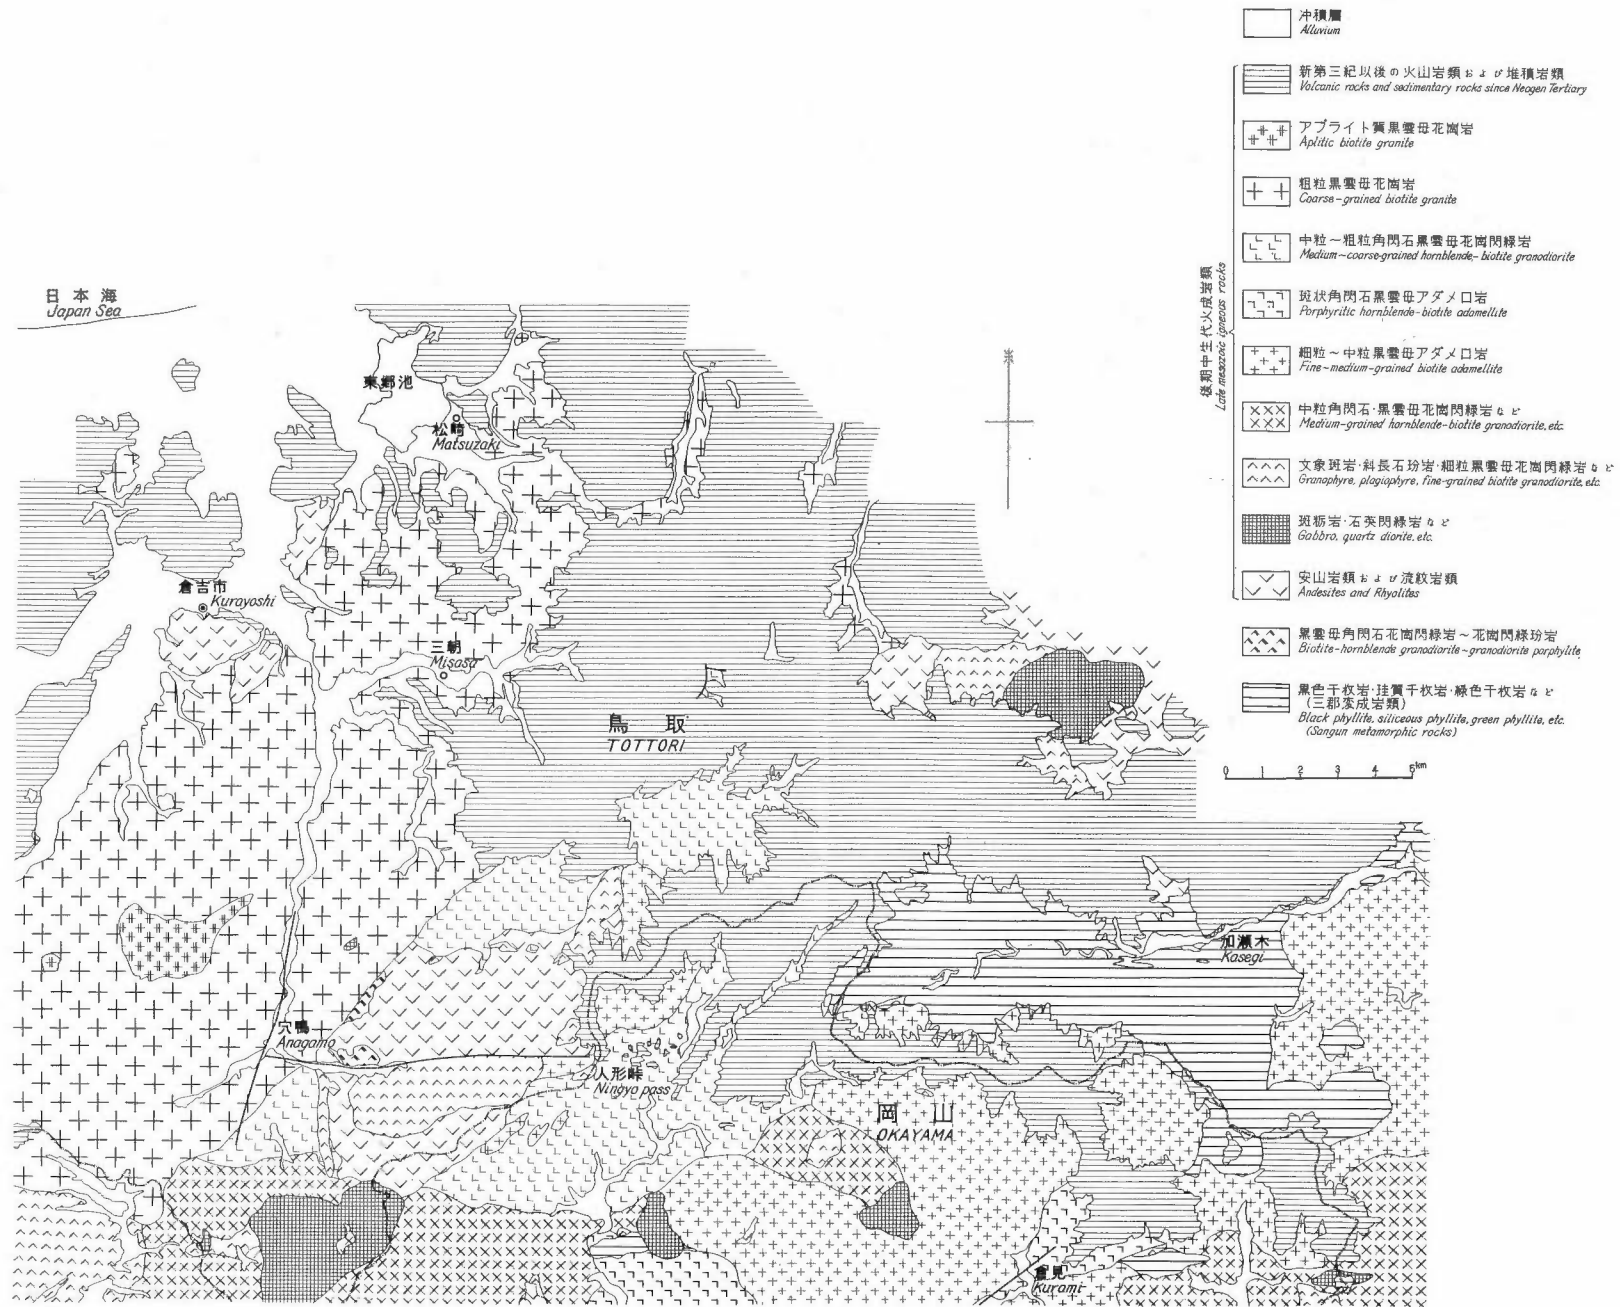 冲積層
Alluvium
新第三紀以後の火山岩類および堆積岩類
Volcanic rocks and sedimentary rocks since Neogen Tertiary
アプライト質黒雲母花崗岩
Aplitic biotite granite
粗粒黒雲母花崗岩
Coarse-grained biotite granite
中粒～粗粒角閃石黒雲母花崗閃緑岩
Medium~coarse-grained hornblende-biotite granodiorite
斑状角閃石黒雲母アダメロ岩
Porphyritic hornblende-biotite adamellite
細粒～中粒黒雲母アダメロ岩
Fine~medium-grained biotite adamellite
中粒角閃石・黒雲母花崗閃緑岩など
Medium-grained hornblende-biotite granodiorite, etc.
文象斑岩・斜長石玢岩・細粒黒雲母花崗閃緑岩など
Granophyre, plagiophyre, fine-grained biotite granodiorite, etc.
斑粝岩・石英閃緑岩など
Gabbro, quartz diorite, etc.
安山岩類および流紋岩類
Andesites and Rhyolites
黒雲母角閃石花崗閃緑岩～花崗閃緑玢岩
Biotite-hornblende granodiorite~granodiorite porphylite
黒色千枚岩・珪質千枚岩・緑色千枚岩など
(三郡変成岩類)
Black phyllite, siliceous phyllite, green phyllite, etc.
(Sangun metamorphic rocks)
後期中生代火成岩類
Late mesozoic igneous rocks
0 1 2 3 4 5km
日本海
Japan Sea
東郷池
松崎
Matsuzaki
倉吉市
Kurayoshi
三朝
Misasa
鳥取
TOTTORI
加瀬木
Kasegi
穴鴨
Anagamo
人形峠
Ningyo pass
岡山
OKAYAMA
倉見
Kurami